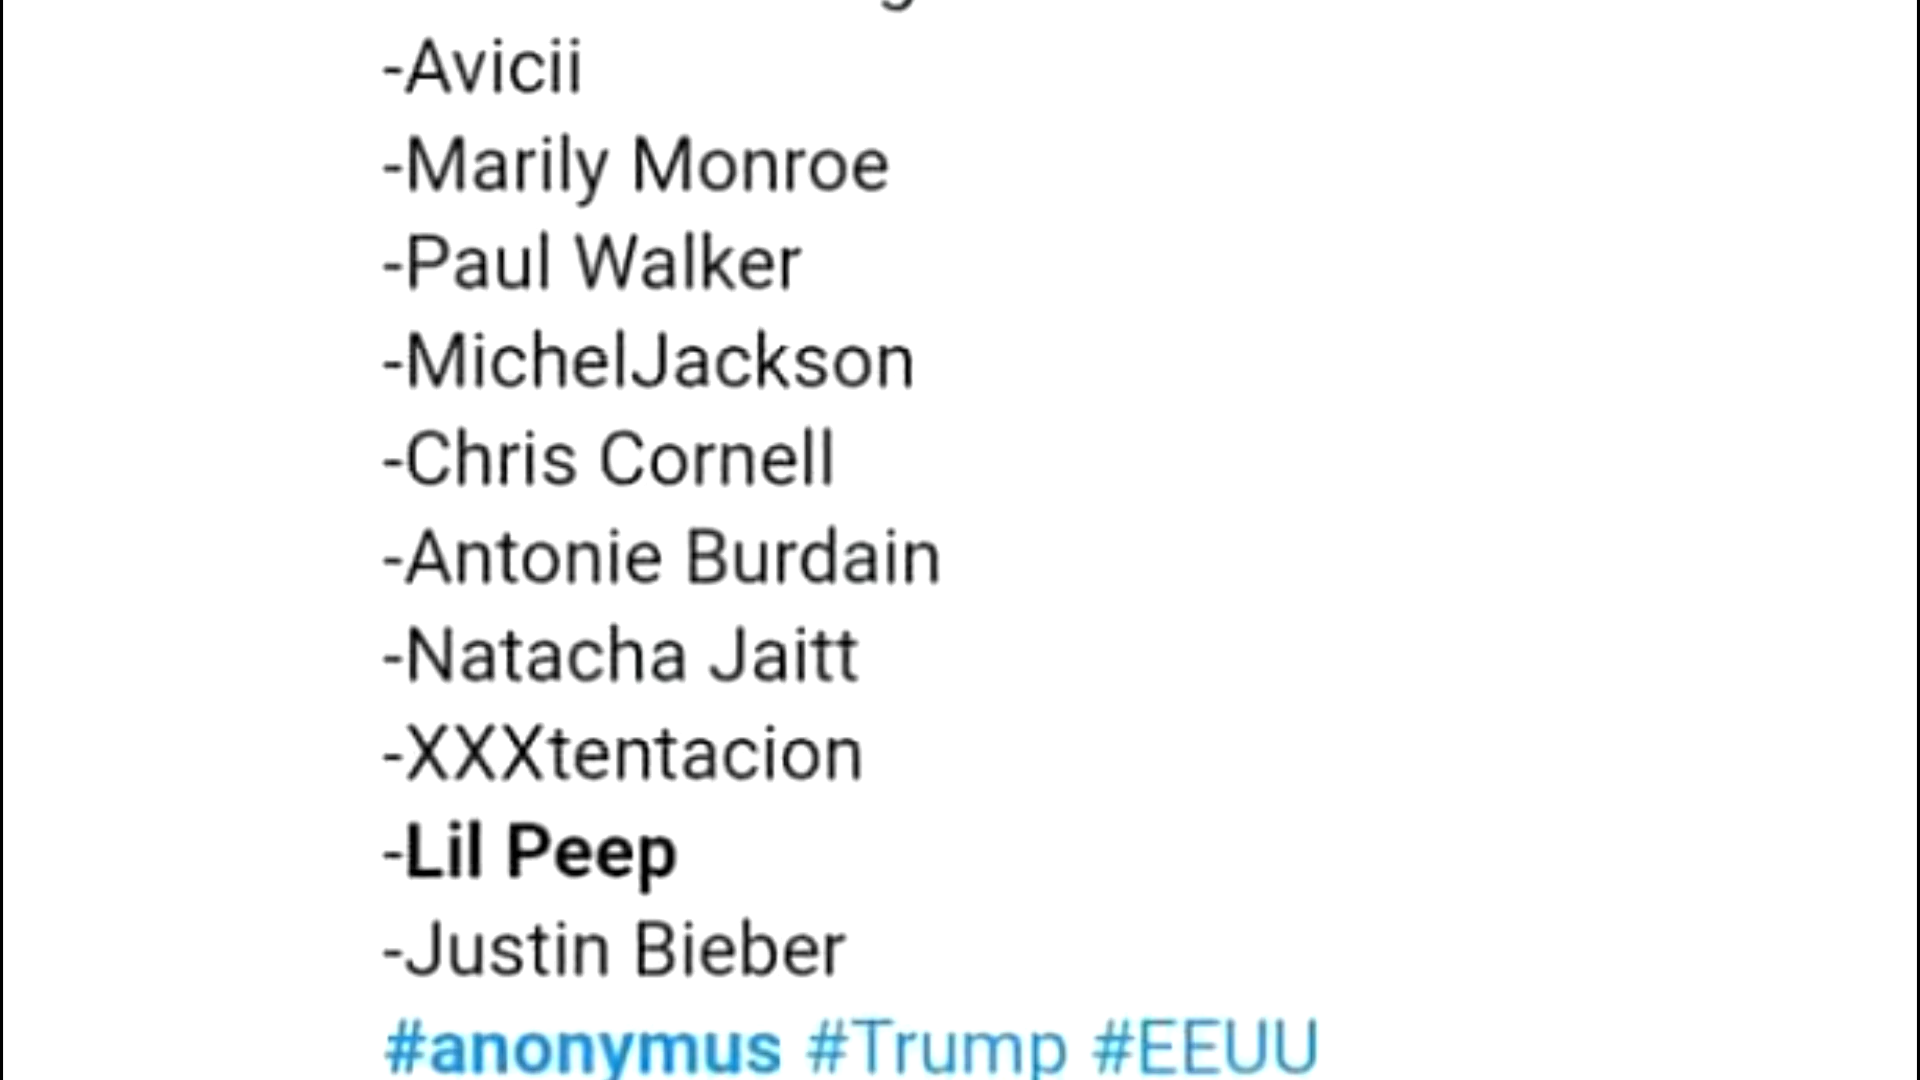 -Avicii
-Marily Monroe
-Paul Walker
-MichelJackson
-Chris Cornell
-Antonie Burdain
-Natacha Jaitt
-XXXtentacion
-Lil Peep
-Justin Bieber
#anonymus #Trump #EEUU